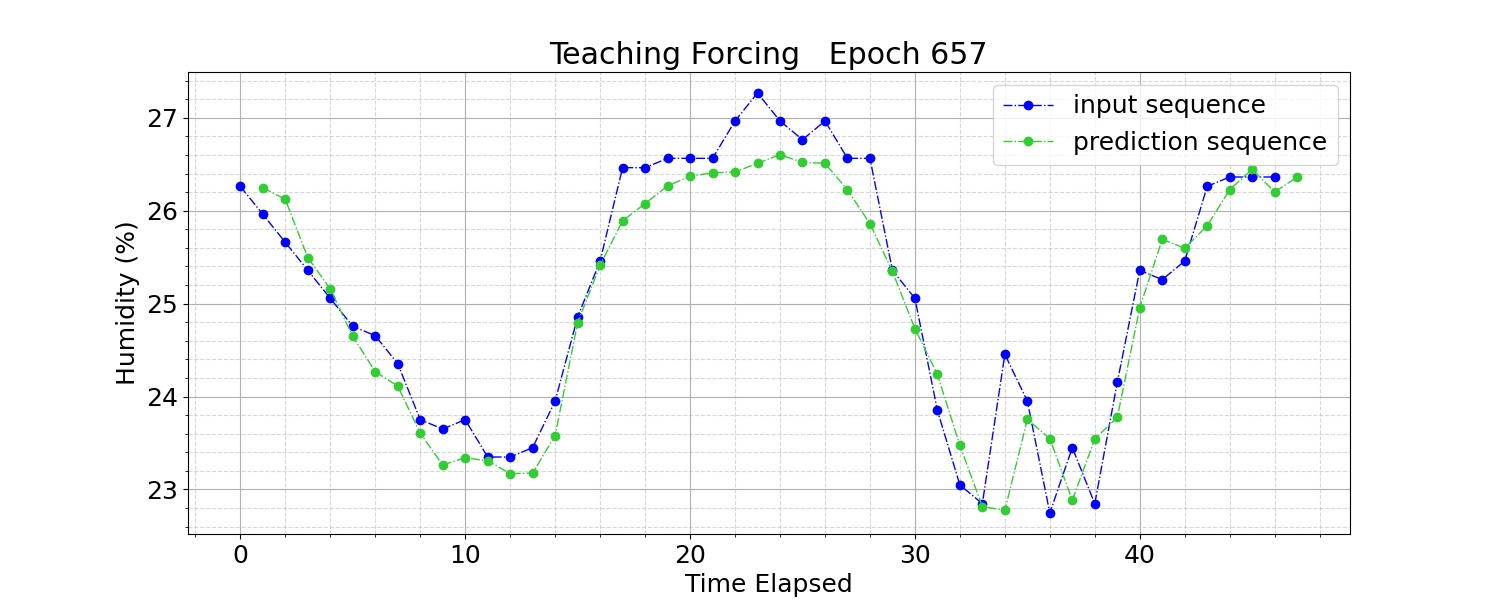 Teaching Forcing   Epoch 657
input sequence
prediction sequence
27
26
25
24
23
Humidity (%)
0 10 20 30 40
Time Elapsed